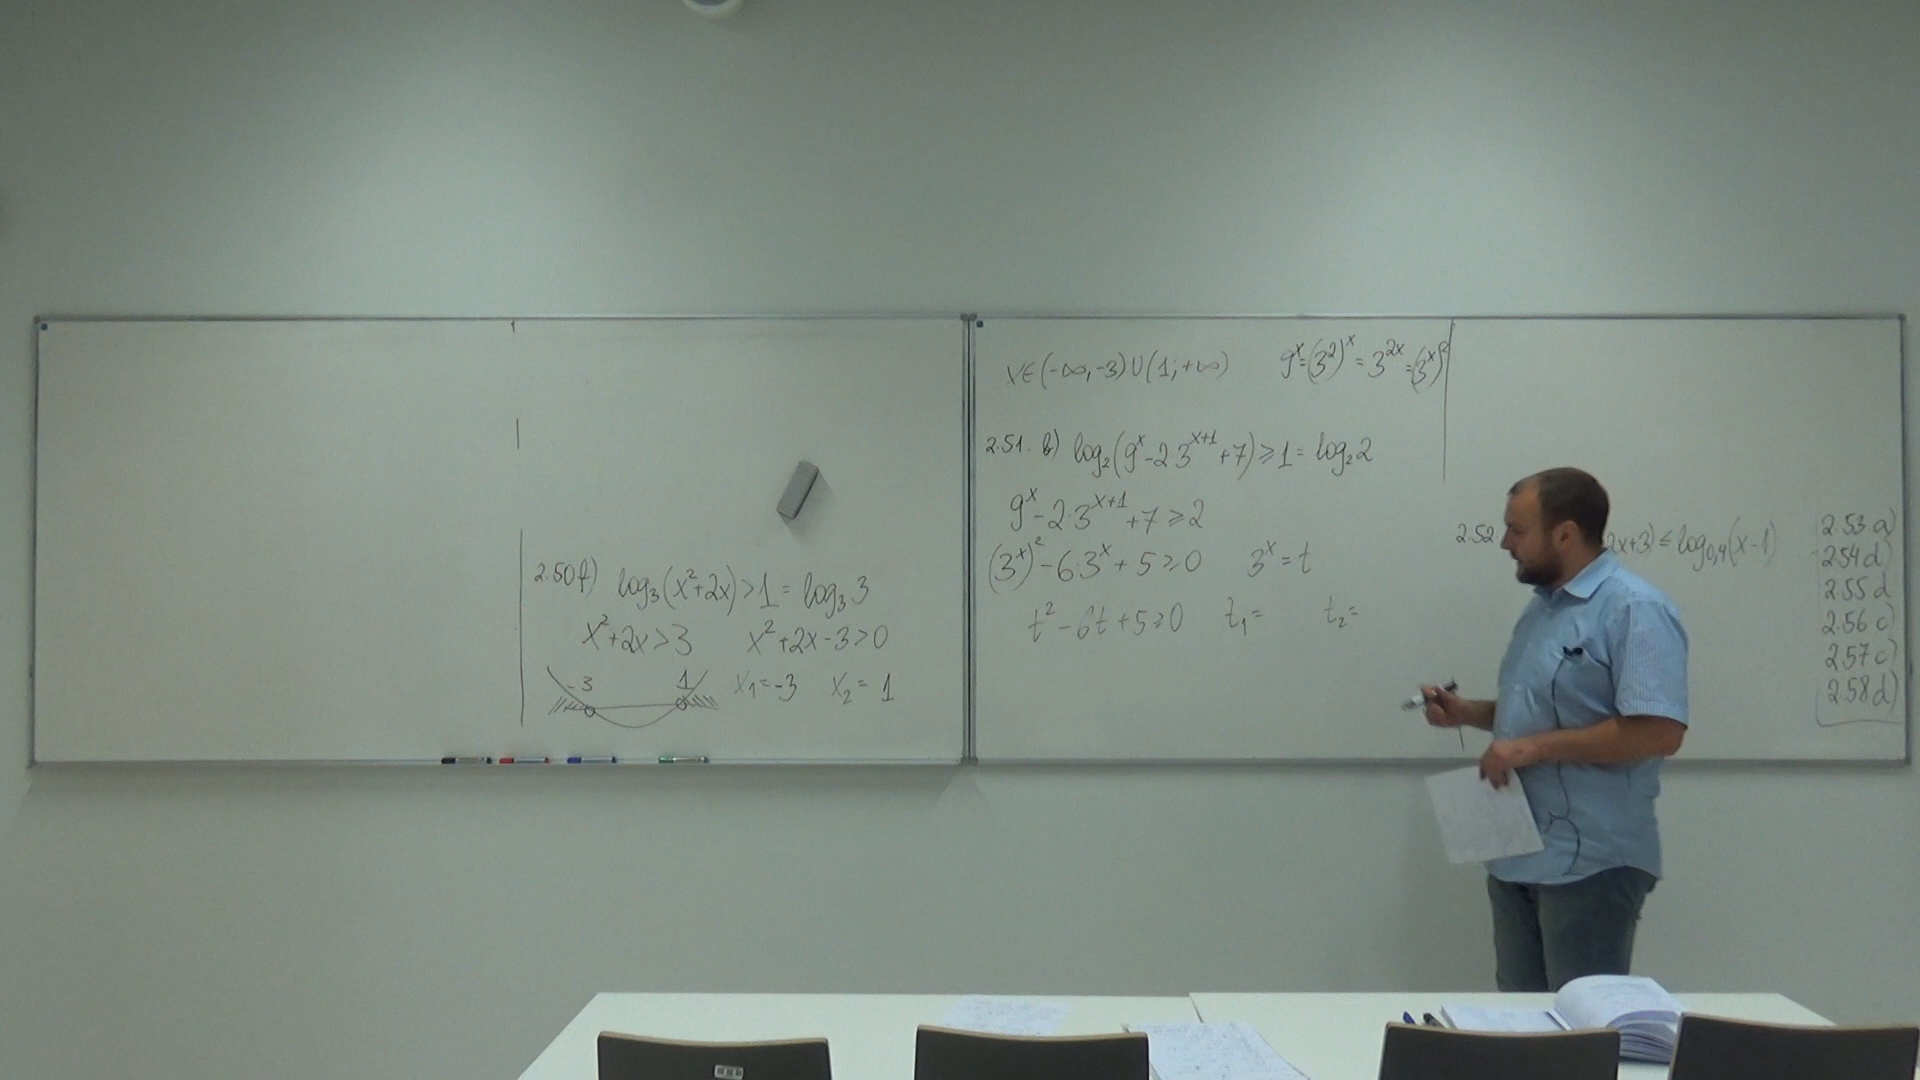 2.50 f) log₃(x²+2x)>1 = log₃3
x²+2x>3 x²+2x-3>0
-3 1 x₁=-3 x₂=1
x∈(-∞,-3)∪(1;+∞) 9ˣ=(3²)ˣ=3²ˣ=(3ˣ)²
2.51. b) log₂(9ˣ-2·3ˣ⁺¹+7)≥1=log₂2
9ˣ-2·3ˣ⁺¹+7≥2
(3ˣ)²-6·3ˣ+5≥0 3ˣ=t
t²-6t+5≥0 t₁= t₂=
2.52. 2x+3)≤log₀,₄(x-1)
2.53 a)
2.54 d)
2.55 d
2.56 c)
2.57 c)
2.58 d)